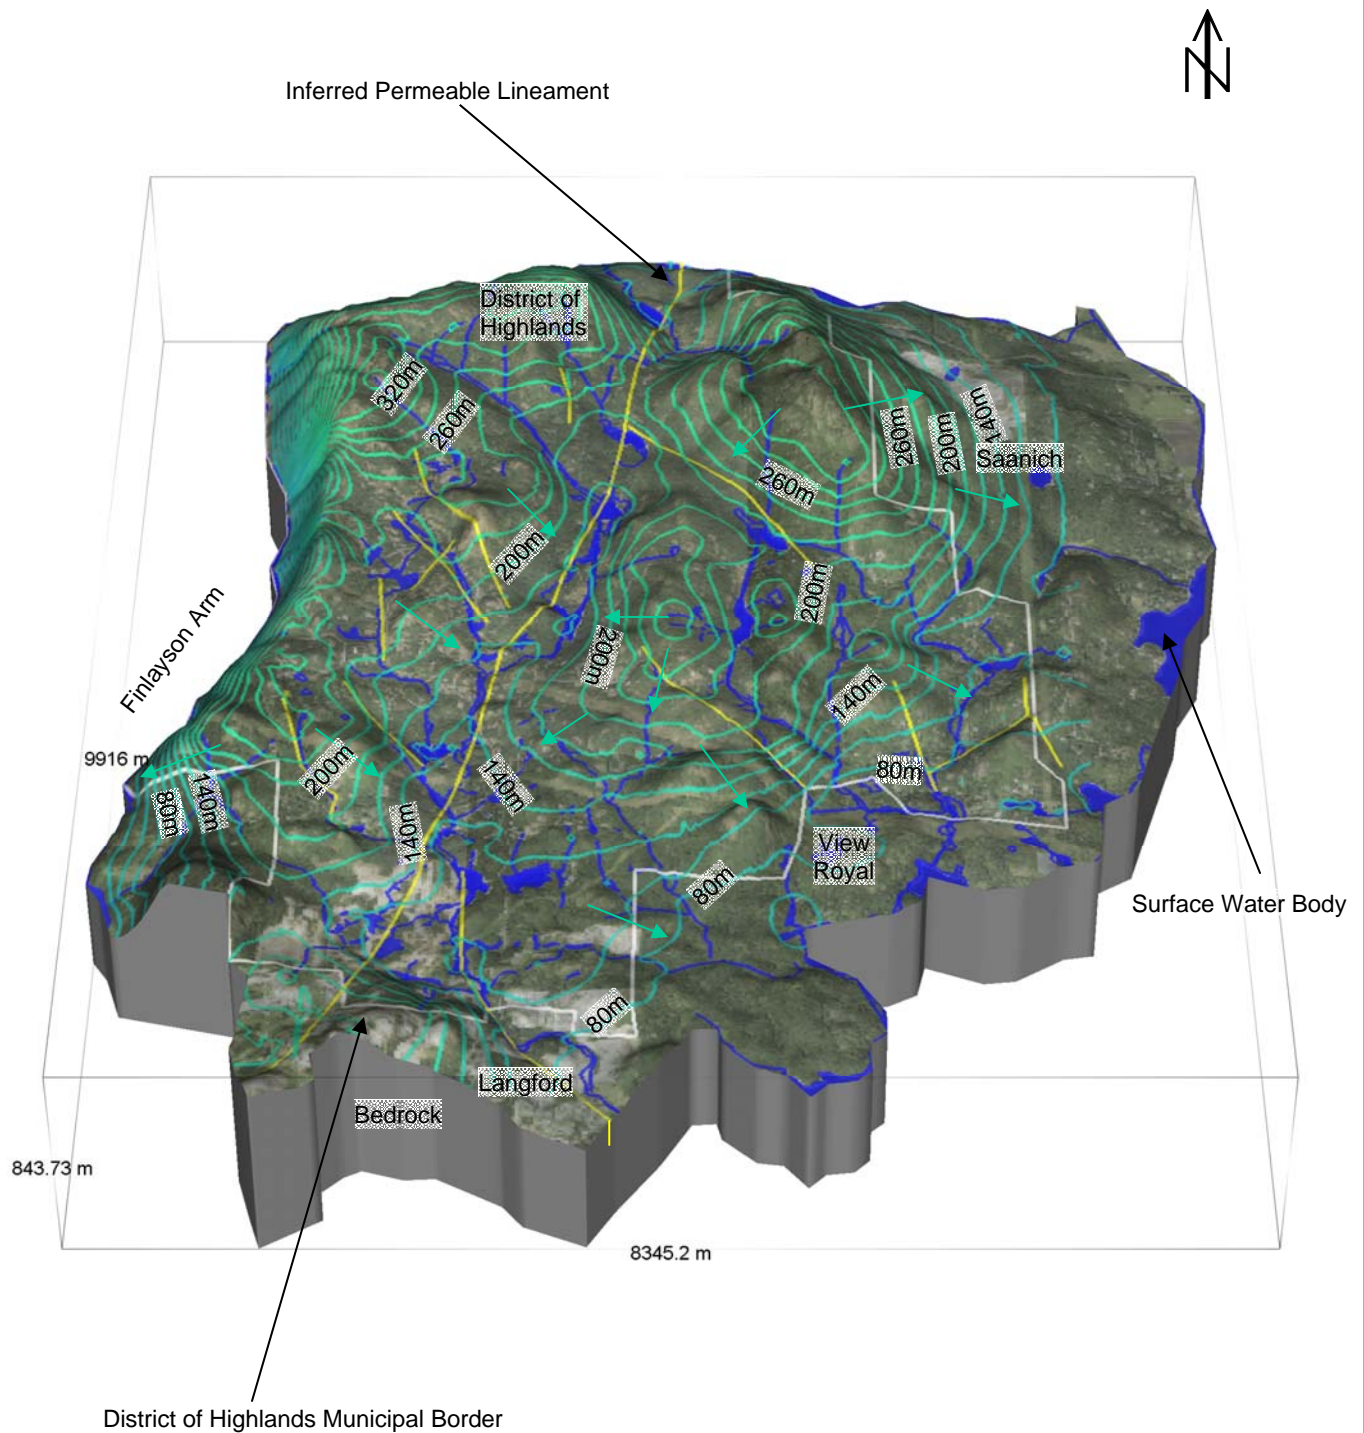 N
Inferred Permeable Lineament
District of
Highlands
320m
260m
260m
200m
140m
Saanich
260m
200m
200m
200m
Finlayson Arm
140m
9916 m
200m
140m
80m
80m
140m
140m
View
Royal
80m
Surface Water Body
80m
Langford
Bedrock
843.73 m
8345.2 m
District of Highlands Municipal Border